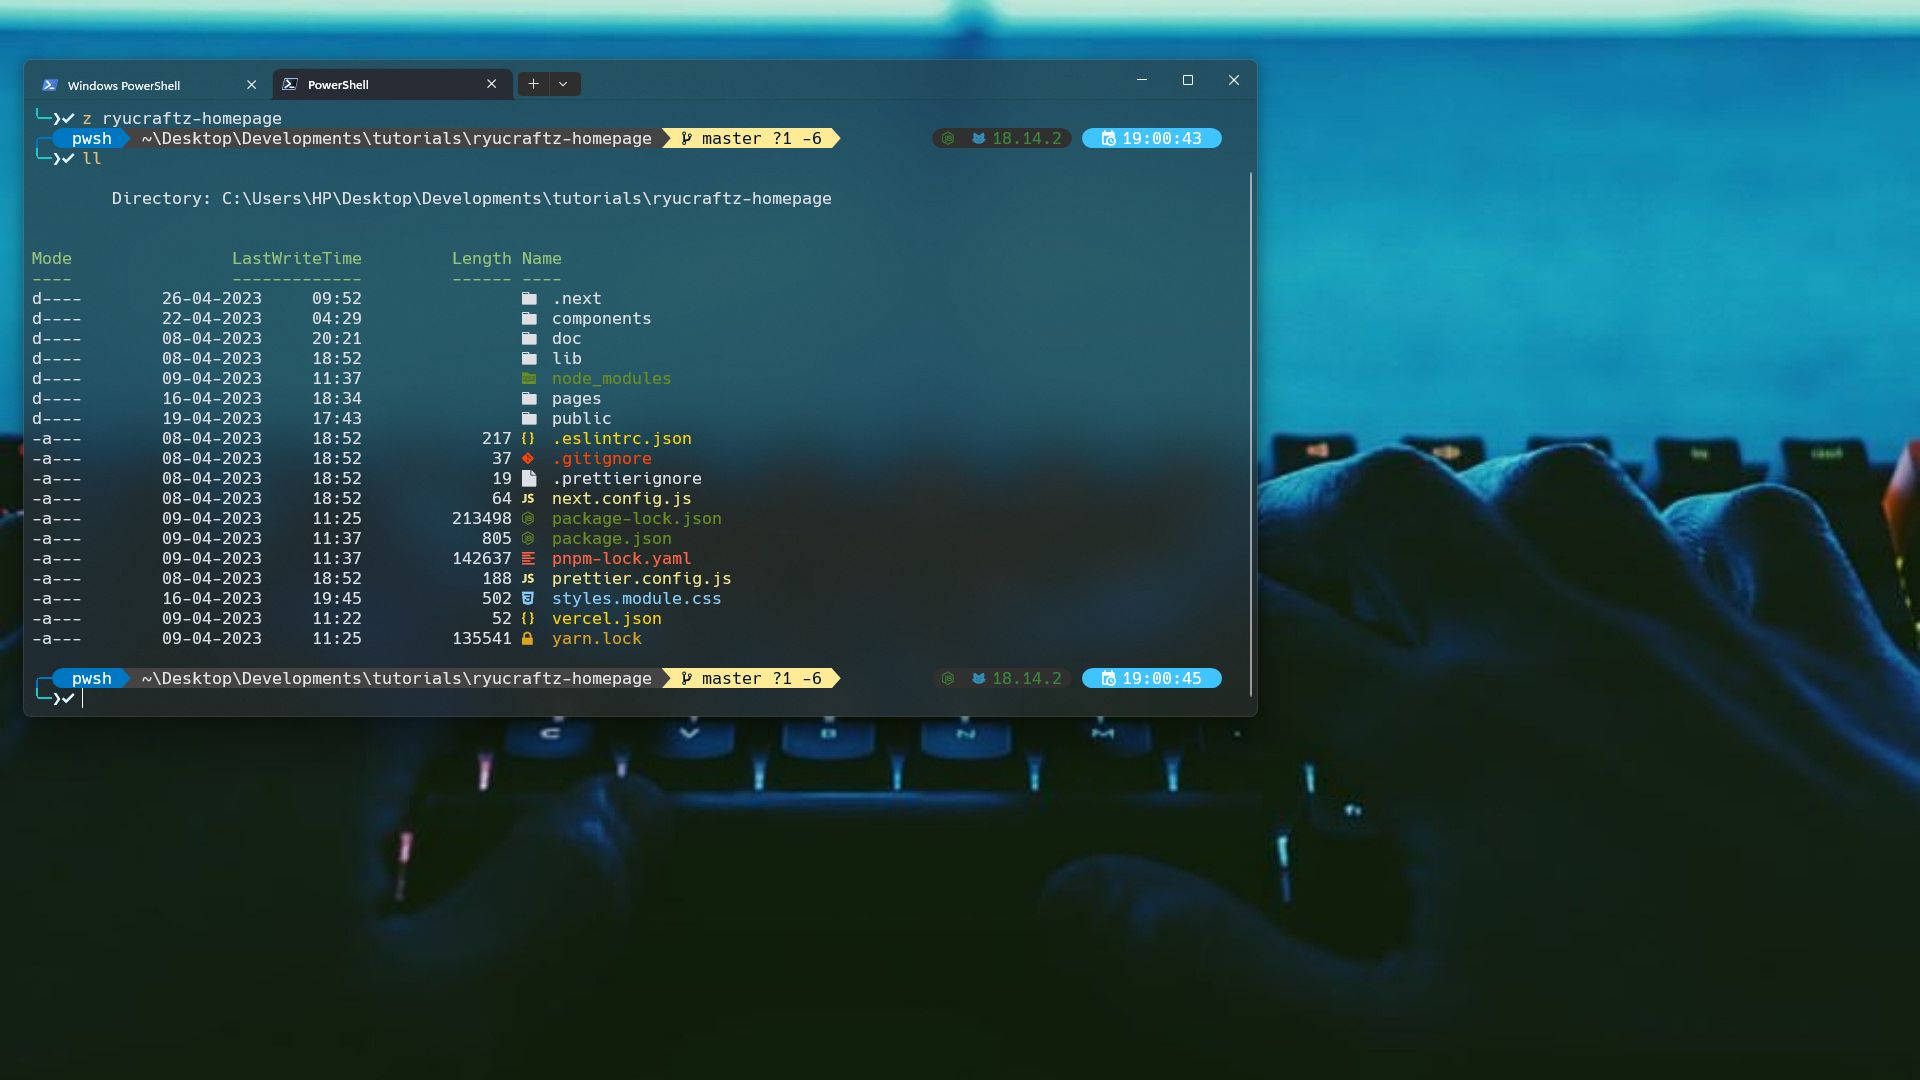 Windows PowerShell
PowerShell
z ryucraftz-homepage
pwsh ~\Desktop\Developments\tutorials\ryucraftz-homepage master ?1 -6 18.14.2 19:00:43
ll
Directory: C:\Users\HP\Desktop\Developments\tutorials\ryucraftz-homepage
Mode LastWriteTime Length Name
---- ------------- ------ ----
d---- 26-04-2023 09:52 .next
d---- 22-04-2023 04:29 components
d---- 08-04-2023 20:21 doc
d---- 08-04-2023 18:52 lib
d---- 09-04-2023 11:37 node_modules
d---- 16-04-2023 18:34 pages
d---- 19-04-2023 17:43 public
-a--- 08-04-2023 18:52 217 .eslintrc.json
-a--- 08-04-2023 18:52 37 .gitignore
-a--- 08-04-2023 18:52 19 .prettierignore
-a--- 08-04-2023 18:52 64 next.config.js
-a--- 09-04-2023 11:25 213498 package-lock.json
-a--- 09-04-2023 11:37 805 package.json
-a--- 09-04-2023 11:37 142637 pnpm-lock.yaml
-a--- 08-04-2023 18:52 188 prettier.config.js
-a--- 16-04-2023 19:45 502 styles.module.css
-a--- 09-04-2023 11:22 52 vercel.json
-a--- 09-04-2023 11:25 135541 yarn.lock
pwsh ~\Desktop\Developments\tutorials\ryucraftz-homepage master ?1 -6 18.14.2 19:00:45
C V B N M